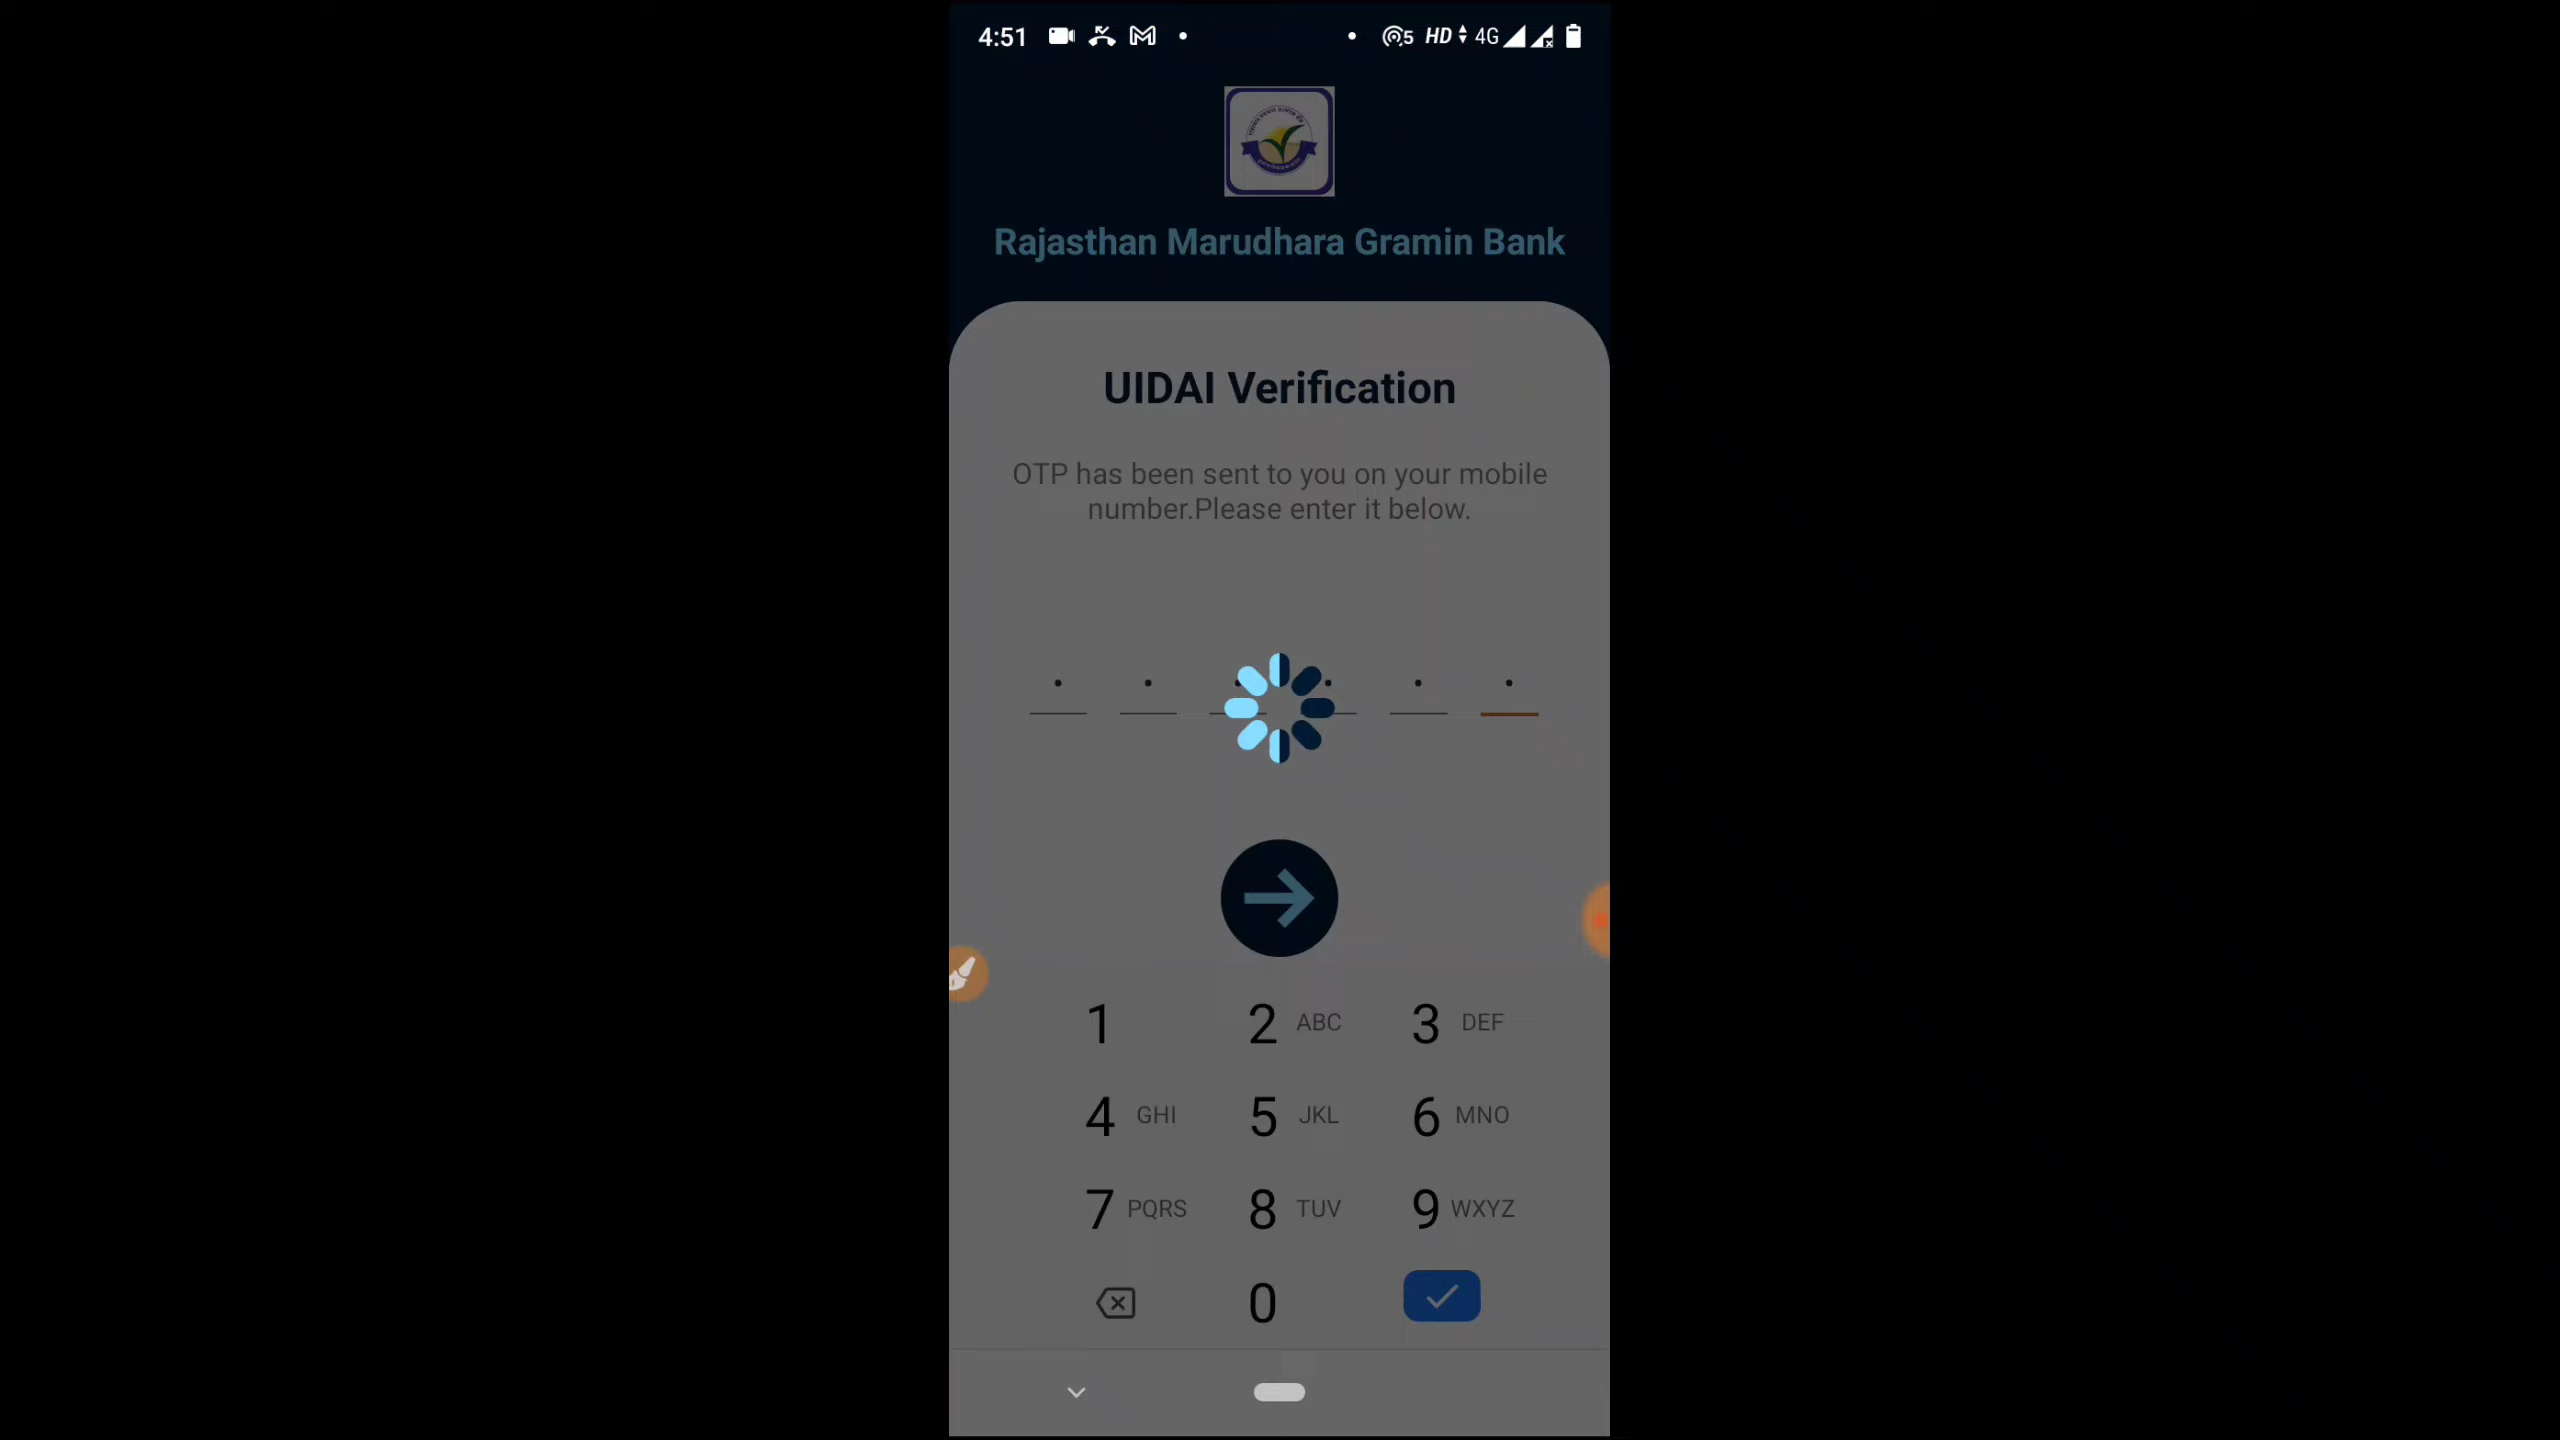 4:51
5 HD 4G
Rajasthan Marudhara Gramin Bank
UIDAI Verification
OTP has been sent to you on your mobile
number.Please enter it below.
1 2 ABC 3 DEF
4 GHI 5 JKL 6 MNO
7 PQRS 8 TUV 9 WXYZ
0